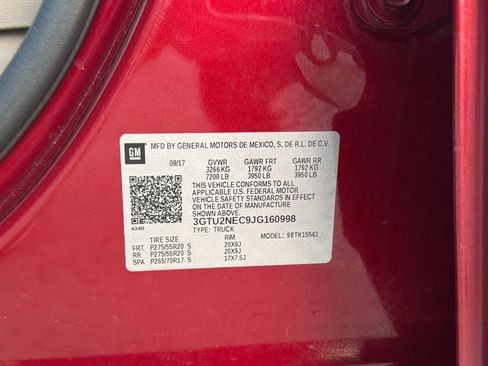 GM
MFD BY GENERAL MOTORS DE MEXICO, S. DE R.L. DE C.V.
09/17 GVWR GAWR FRT GAWR RR
3266 KG 1792 KG 1792 KG
7200 LB 3950 LB 3950 LB
THIS VEHICLE CONFORMS TO ALL
APPLICABLE U.S. FEDERAL MOTOR
VEHICLE SAFETY STANDARDS IN EFFECT
ON THE DATE OF MANUFACTURE
SHOWN ABOVE.
3GTU2NEC9JG160998
434B TYPE: TRUCK
TIRE SIZE RIM 98TK15543
FRT P275/55R20 S 20X9J
RR P275/55R20 S 20X9J
SPA P265/70R17 S 17X7.5J